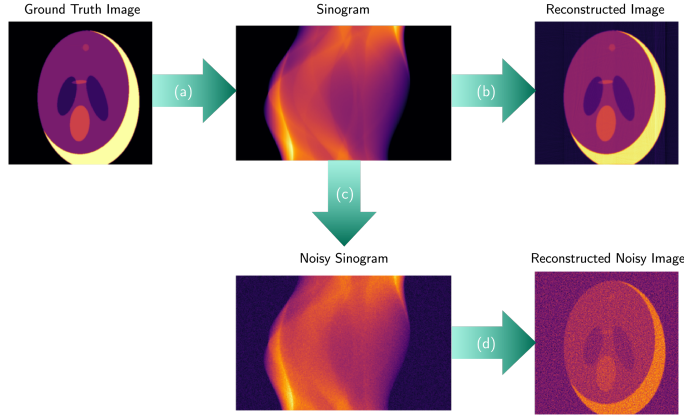 Ground Truth Image
Sinogram
Reconstructed Image
(a)
(b)
(c)
Noisy Sinogram
Reconstructed Noisy Image
(d)